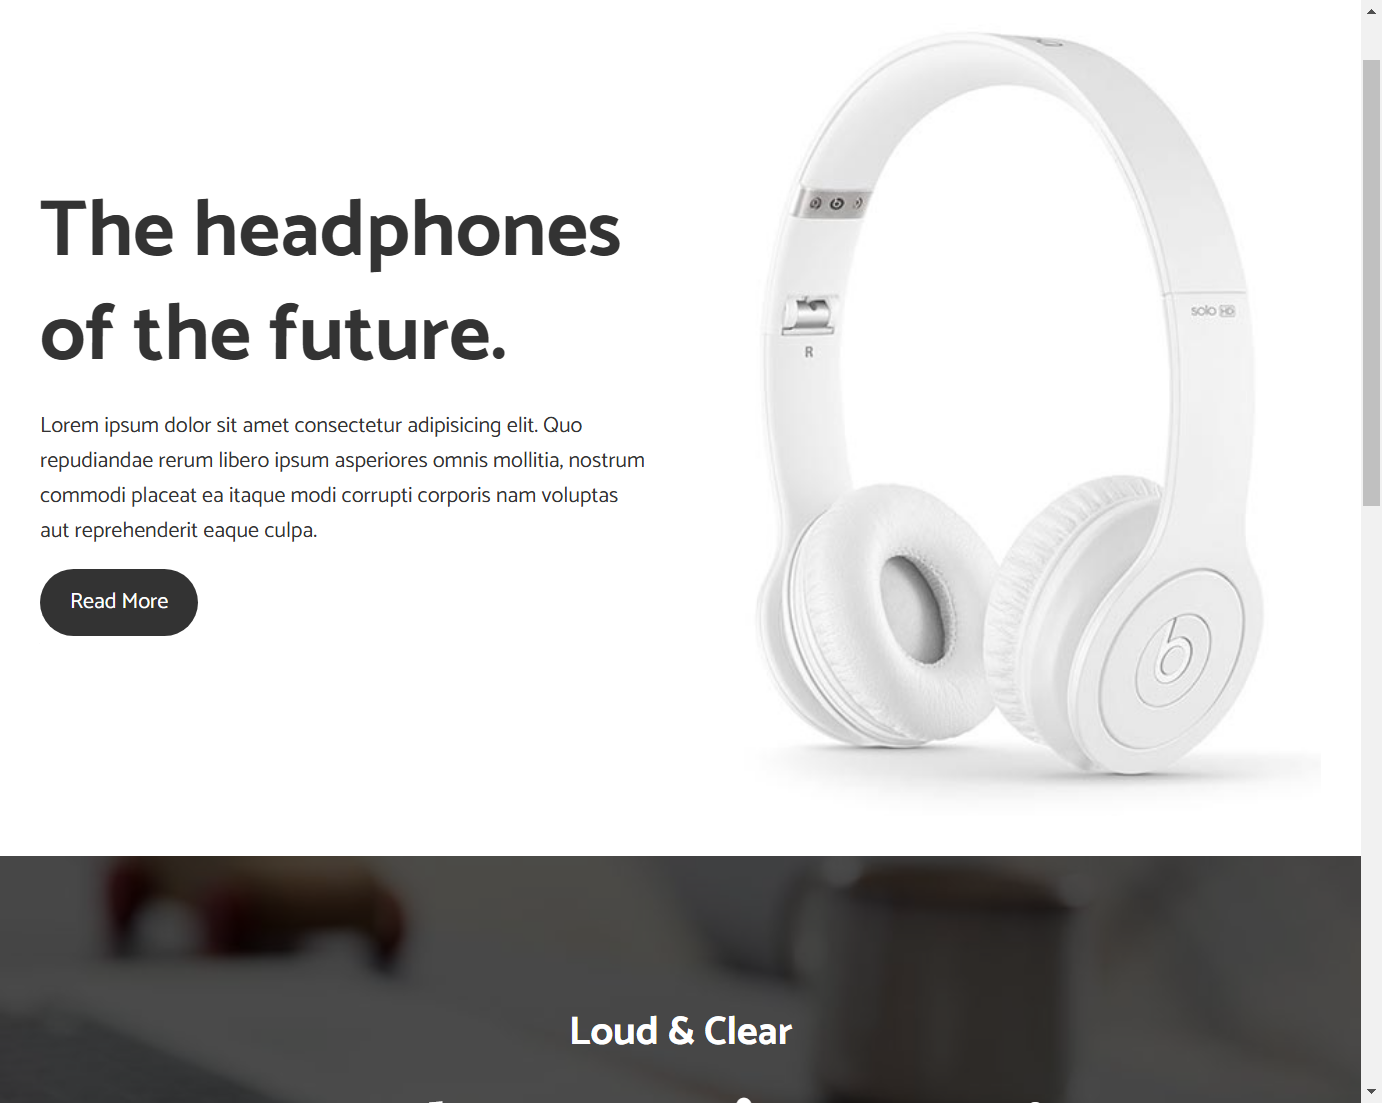 The headphones
of the future.
Lorem ipsum dolor sit amet consectetur adipisicing elit. Quo
repudiandae rerum libero ipsum asperiores omnis mollitia, nostrum
commodi placeat ea itaque modi corrupti corporis nam voluptas
aut reprehenderit eaque culpa.
Read More
solo HD
R
b
Loud & Clear